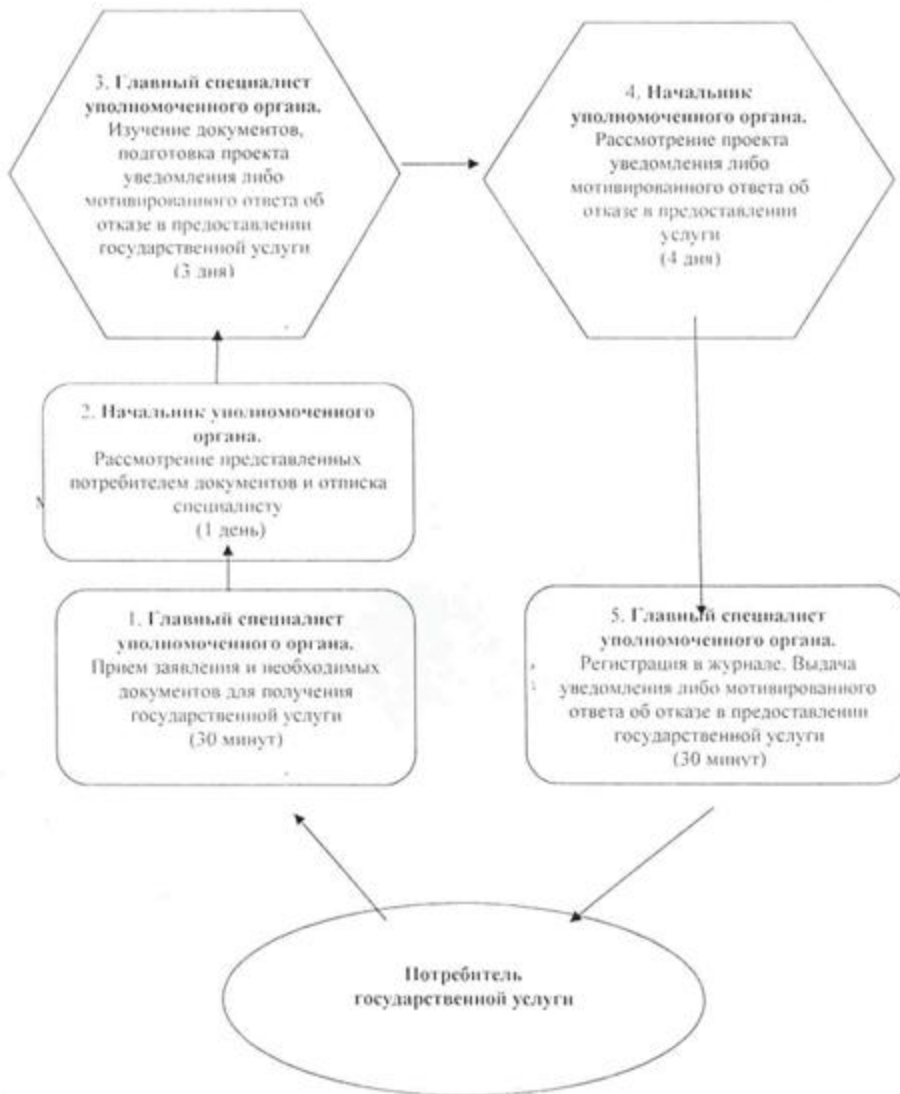 3. Главный специалист
уполномоченного органа.
Изучение документов,
подготовка проекта
уведомления либо
мотивированного ответа об
отказе в предоставлении
государственной услуги
(3 дня)
4. Начальник
уполномоченного органа.
Рассмотрение проекта
уведомления либо
мотивированного ответа об
отказе в предоставлении
услуги
(4 дня)
2. Начальник уполномоченного
органа.
Рассмотрение представленных
потребителем документов и отписка
специалисту
(1 день)
1. Главный специалист
уполномоченного органа.
Прием заявления и необходимых
документов для получения
государственной услуги
(30 минут)
5. Главный специалист
уполномоченного органа.
Регистрация в журнале. Выдача
уведомления либо мотивированного
ответа об отказе в предоставлении
государственной услуги
(30 минут)
Потребитель
государственной услуги